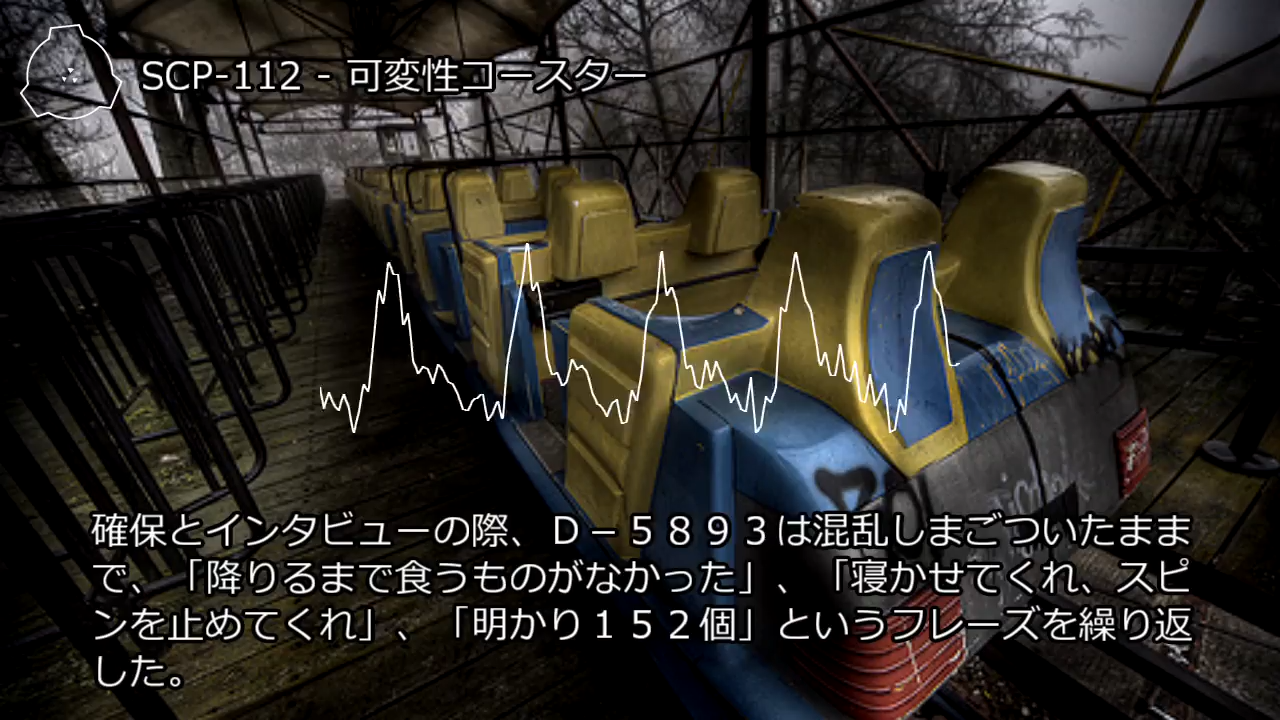 SCP-112 - 可変性コースター
確保とインタビューの際、Ｄ－５８９３は混乱しまごついたまま
で、「降りるまで食うものがなかった」、「寝かせてくれ、スピ
ンを止めてくれ」、「明かり１５２個」というフレーズを繰り返
した。